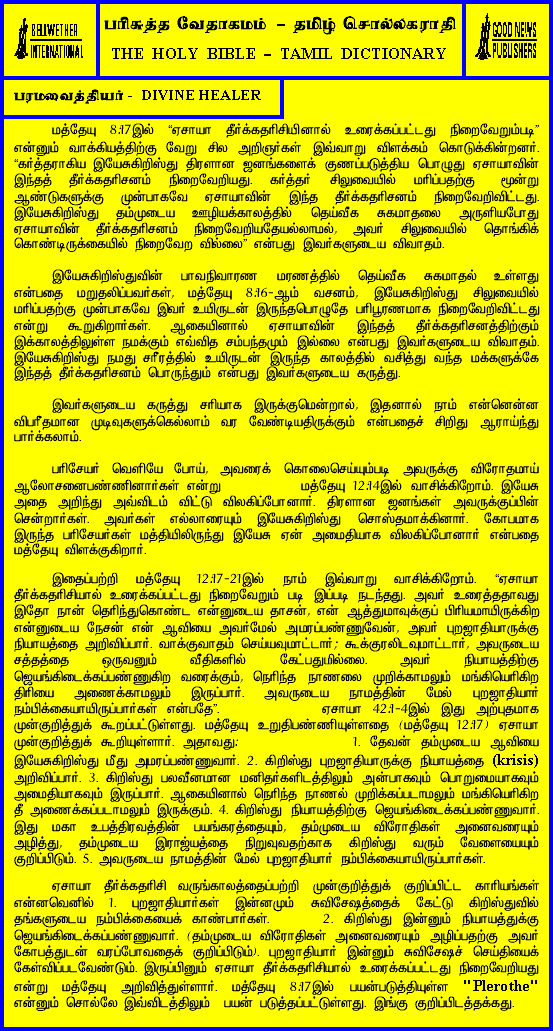 BELLWETHER
INTERNATIONAL
பரிசுத்த வேதாகமம் – தமிழ் சொல்லகராதி
THE HOLY BIBLE – TAMIL DICTIONARY
GOOD NEWS
PUBLISHERS
பரமவைத்தியர் - DIVINE HEALER
மத்தேயு 8:17இல் “ஏசாயா தீர்க்கதரிசியினால் உரைக்கப்பட்டது நிறைவேறும்படி”
என்னும் வாக்கியத்திற்கு வேறு சில அறிஞர்கள் இவ்வாறு விளக்கம் கொடுக்கின்றனர்.
“கர்த்தராகிய இயேசுகிறிஸ்து திரளான ஜனங்களைக் குணப்படுத்திய பொழுது ஏசாயாவின்
இந்தத் தீர்க்கதரிசனம் நிறைவேறியது. கர்த்தர் சிலுவையில் மரிப்பதற்கு மூன்று
ஆண்டுகளுக்கு முன்பாகவே ஏசாயாவின் இந்த தீர்க்கதரிசனம் நிறைவேறிவிட்டது.
இயேசுகிறிஸ்து தம்முடைய ஊழியக்காலத்தில் தெய்வீக சுகமாதலை அருளியபோது
ஏசாயாவின் தீர்க்கதரிசனம் நிறைவேறியதேயல்லாமல், அவர் சிலுவையில் தொங்கிக்
கொண்டிருக்கையில் நிறைவேற வில்லை” என்பது இவர்களுடைய விவாதம்.
இயேசுகிறிஸ்துவின் பாவநிவாரண மரணத்தில் தெய்வீக சுகமாதல் உள்ளது
என்பதை மறுதலிப்பவர்கள், மத்தேயு 8:16-ஆம் வசனம், இயேசுகிறிஸ்து சிலுவையில்
மரிப்பதற்கு முன்பாகவே இவர் உயிருடன் இருந்தபொழுதே பரிபூரணமாக நிறைவேறிவிட்டது
என்று கூறுகிறார்கள். ஆகையினால் ஏசாயாவின் இந்தத் தீர்க்கதரிசனத்திற்கும்
இக்காலத்திலுள்ள நமக்கும் எவ்வித சம்பந்தமும் இல்லை என்பது இவர்களுடைய விவாதம்.
இயேசுகிறிஸ்து நமது சரீரத்தில் உயிருடன் இருந்த காலத்தில் வசித்து வந்த மக்களுக்கே
இந்தத் தீர்க்கதரிசனம் பொருந்தும் என்பது இவர்களுடைய கருத்து.
இவர்களுடைய கருத்து சரியாக இருக்குமென்றால், இதனால் நாம் என்னென்ன
விபரீதமான முடிவுகளுக்கெல்லாம் வர வேண்டியதிருக்கும் என்பதைச் சிறிது ஆராய்ந்து
பார்க்கலாம்.
பரிசேயர் வெளியே போய், அவரைக் கொலைசெய்யும்படி அவருக்கு விரோதமாய்
ஆலோசனைபண்ணினார்கள் என்று மத்தேயு 12:14இல் வாசிக்கிறோம். இயேசு
அதை அறிந்து அவ்விடம் விட்டு விலகிப்போனார். திரளான ஜனங்கள் அவருக்குப்பின்
சென்றார்கள். அவர்கள் எல்லாரையும் இயேசுகிறிஸ்து சொஸ்தமாக்கினார். கோபமாக
இருந்த பரிசேயர்கள் மத்தியிலிருந்து இயேசு ஏன் அமைதியாக விலகிப்போனார் என்பதை
மத்தேயு விளக்குகிறார்.
இதைப்பற்றி மத்தேயு 12:17-21இல் நாம் இவ்வாறு வாசிக்கிறோம். “ஏசாயா
தீர்க்கதரிசியால் உரைக்கப்பட்டது நிறைவேறும் படி இப்படி நடந்தது. அவர் உரைத்ததாவது
இதோ நான் தெரிந்துகொண்ட என்னுடைய தாசன், என் ஆத்துமாவுக்குப் பிரியமாயிருக்கிற
என்னுடைய நேசன் என் ஆவியை அவர்மேல் அமரப்பண்ணுவேன், அவர் புறஜாதியாருக்கு
நியாயத்தை அறிவிப்பார். வாக்குவாதம் செய்யவுமாட்டார்; கூக்குரலிடவுமாட்டார், அவருடைய
சத்தத்தை ஒருவனும் வீதிகளில் கேட்பதுமில்லை. அவர் நியாயத்திற்கு
ஜெயங்கிடைக்கப்பண்ணுகிற வரைக்கும், நெரிந்த நாணலை முறிக்காமலும் மங்கியெரிகிற
திரியை அணைக்காமலும் இருப்பார். அவருடைய நாமத்தின் மேல் புறஜாதியார்
நம்பிக்கையாயிருப்பார்கள் என்பதே”. ஏசாயா 42:1-4இல் இது அற்புதமாக
முன்குறித்துக் கூறப்பட்டுள்ளது. மத்தேயு உறுதிபண்ணியுள்ளதை (மத்தேயு 12:17) ஏசாயா
முன்குறித்துக் கூறியுள்ளார். அதாவது: 1. தேவன் தம்முடைய ஆவியை
இயேசுகிறிஸ்து மீது அமரப்பண்ணுவார். 2. கிறிஸ்து புறஜாதியாருக்கு நியாயத்தை (krisis)
அறிவிப்பார். 3. கிறிஸ்து பலவீனமான மனிதர்களிடத்திலும் அன்பாகவும் பொறுமையாகவும்
அமைதியாகவும் இருப்பார். ஆகையினால் நெரிந்த நாணல் முறிக்கப்படாமலும் மங்கியெரிகிற
தீ அணைக்கப்படாமலும் இருக்கும். 4. கிறிஸ்து நியாயத்திற்கு ஜெயங்கிடைக்கப்பண்ணுவார்.
இது மகா உபத்திரவத்தின் பயங்கரத்தையும், தம்முடைய விரோதிகள் அனைவரையும்
அழித்து, தம்முடைய இராஜ்யத்தை நிறுவுவதற்காக கிறிஸ்து வரும் வேளையையும்
குறிப்பிடும். 5. அவருடைய நாமத்தின் மேல் புறஜாதியார் நம்பிக்கையாயிருப்பார்கள்.
ஏசாயா தீர்க்கதரிசி வருங்காலத்தைப்பற்றி முன்குறித்துக் குறிப்பிட்ட காரியங்கள்
என்னவெனில் 1. புறஜாதியார்கள் இன்னமும் சுவிசேஷத்தைக் கேட்டு கிறிஸ்துவில்
தங்களுடைய நம்பிக்கையைக் காண்பார்கள். 2. கிறிஸ்து இன்னும் நியாயத்துக்கு
ஜெயங்கிடைக்கப்பண்ணுவார். (தம்முடைய விரோதிகள் அனைவரையும் அழிப்பதற்கு அவர்
கோபத்துடன் வரப்போவதைக் குறிப்பிடும்). புறஜாதியார் இன்னும் சுவிசேஷச் செய்தியைக்
கேள்விப்படவேண்டும். இருப்பினும் ஏசாயா தீர்க்கதரிசியால் உரைக்கப்பட்டது நிறைவேறியது
என்று மத்தேயு அறிவித்துள்ளார். மத்தேயு 8:17இல் பயன்படுத்தியுள்ள "Plerothe"
என்னும் சொல்லே இவ்விடத்திலும் பயன் படுத்தப்பட்டுள்ளது. இங்கு குறிப்பிடத்தக்கது.